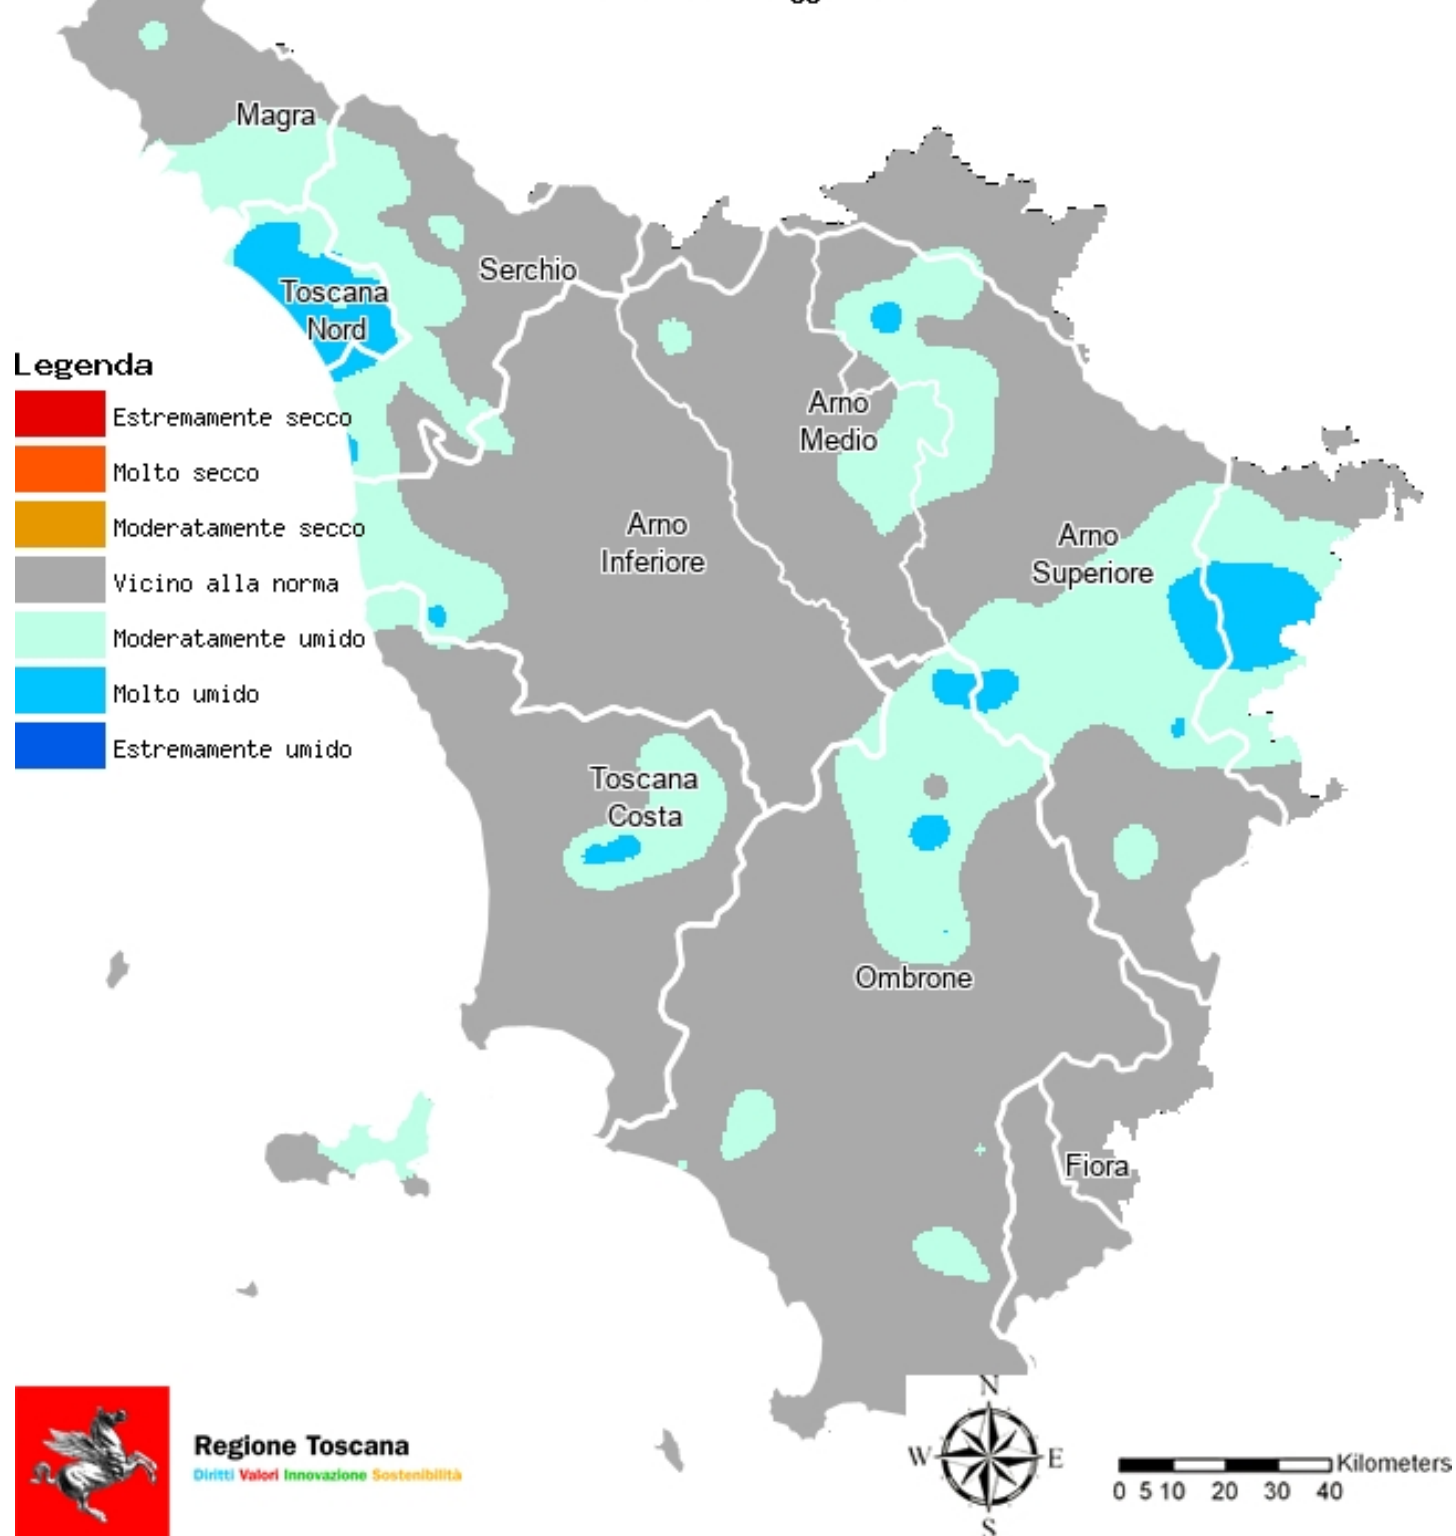 Magra
Serchio
Toscana
Nord
Legenda
Estremamente secco
Molto secco
Moderatamente secco
Vicino alla norma
Moderatamente umido
Molto umido
Estremamente umido
Arno
Medio
Arno
Inferiore
Arno
Superiore
Toscana
Costa
Ombrone
Fiora
Regione Toscana
Diritti Valori Innovazione Sostenibilità
N
W E
S
Kilometers
0 5 10 20 30 40